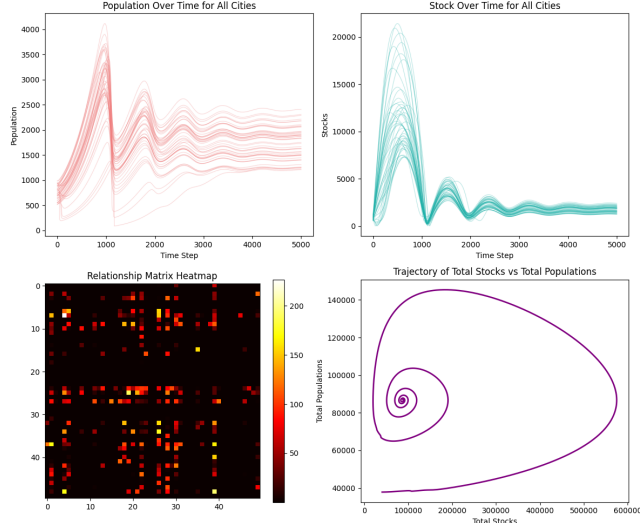 Population Over Time for All Cities
Population
4000
3500
3000
2500
2000
1500
1000
500
0
0 1000 2000 3000 4000 5000
Time Step
Stock Over Time for All Cities
Stocks
20000
15000
10000
5000
0
0 1000 2000 3000 4000 5000
Time Step
Relationship Matrix Heatmap
0
10
20
30
40
0 10 20 30 40
200
150
100
50
Trajectory of Total Stocks vs Total Populations
Total Populations
140000
120000
100000
80000
60000
40000
0 100000 200000 300000 400000 500000 600000
Total Stocks